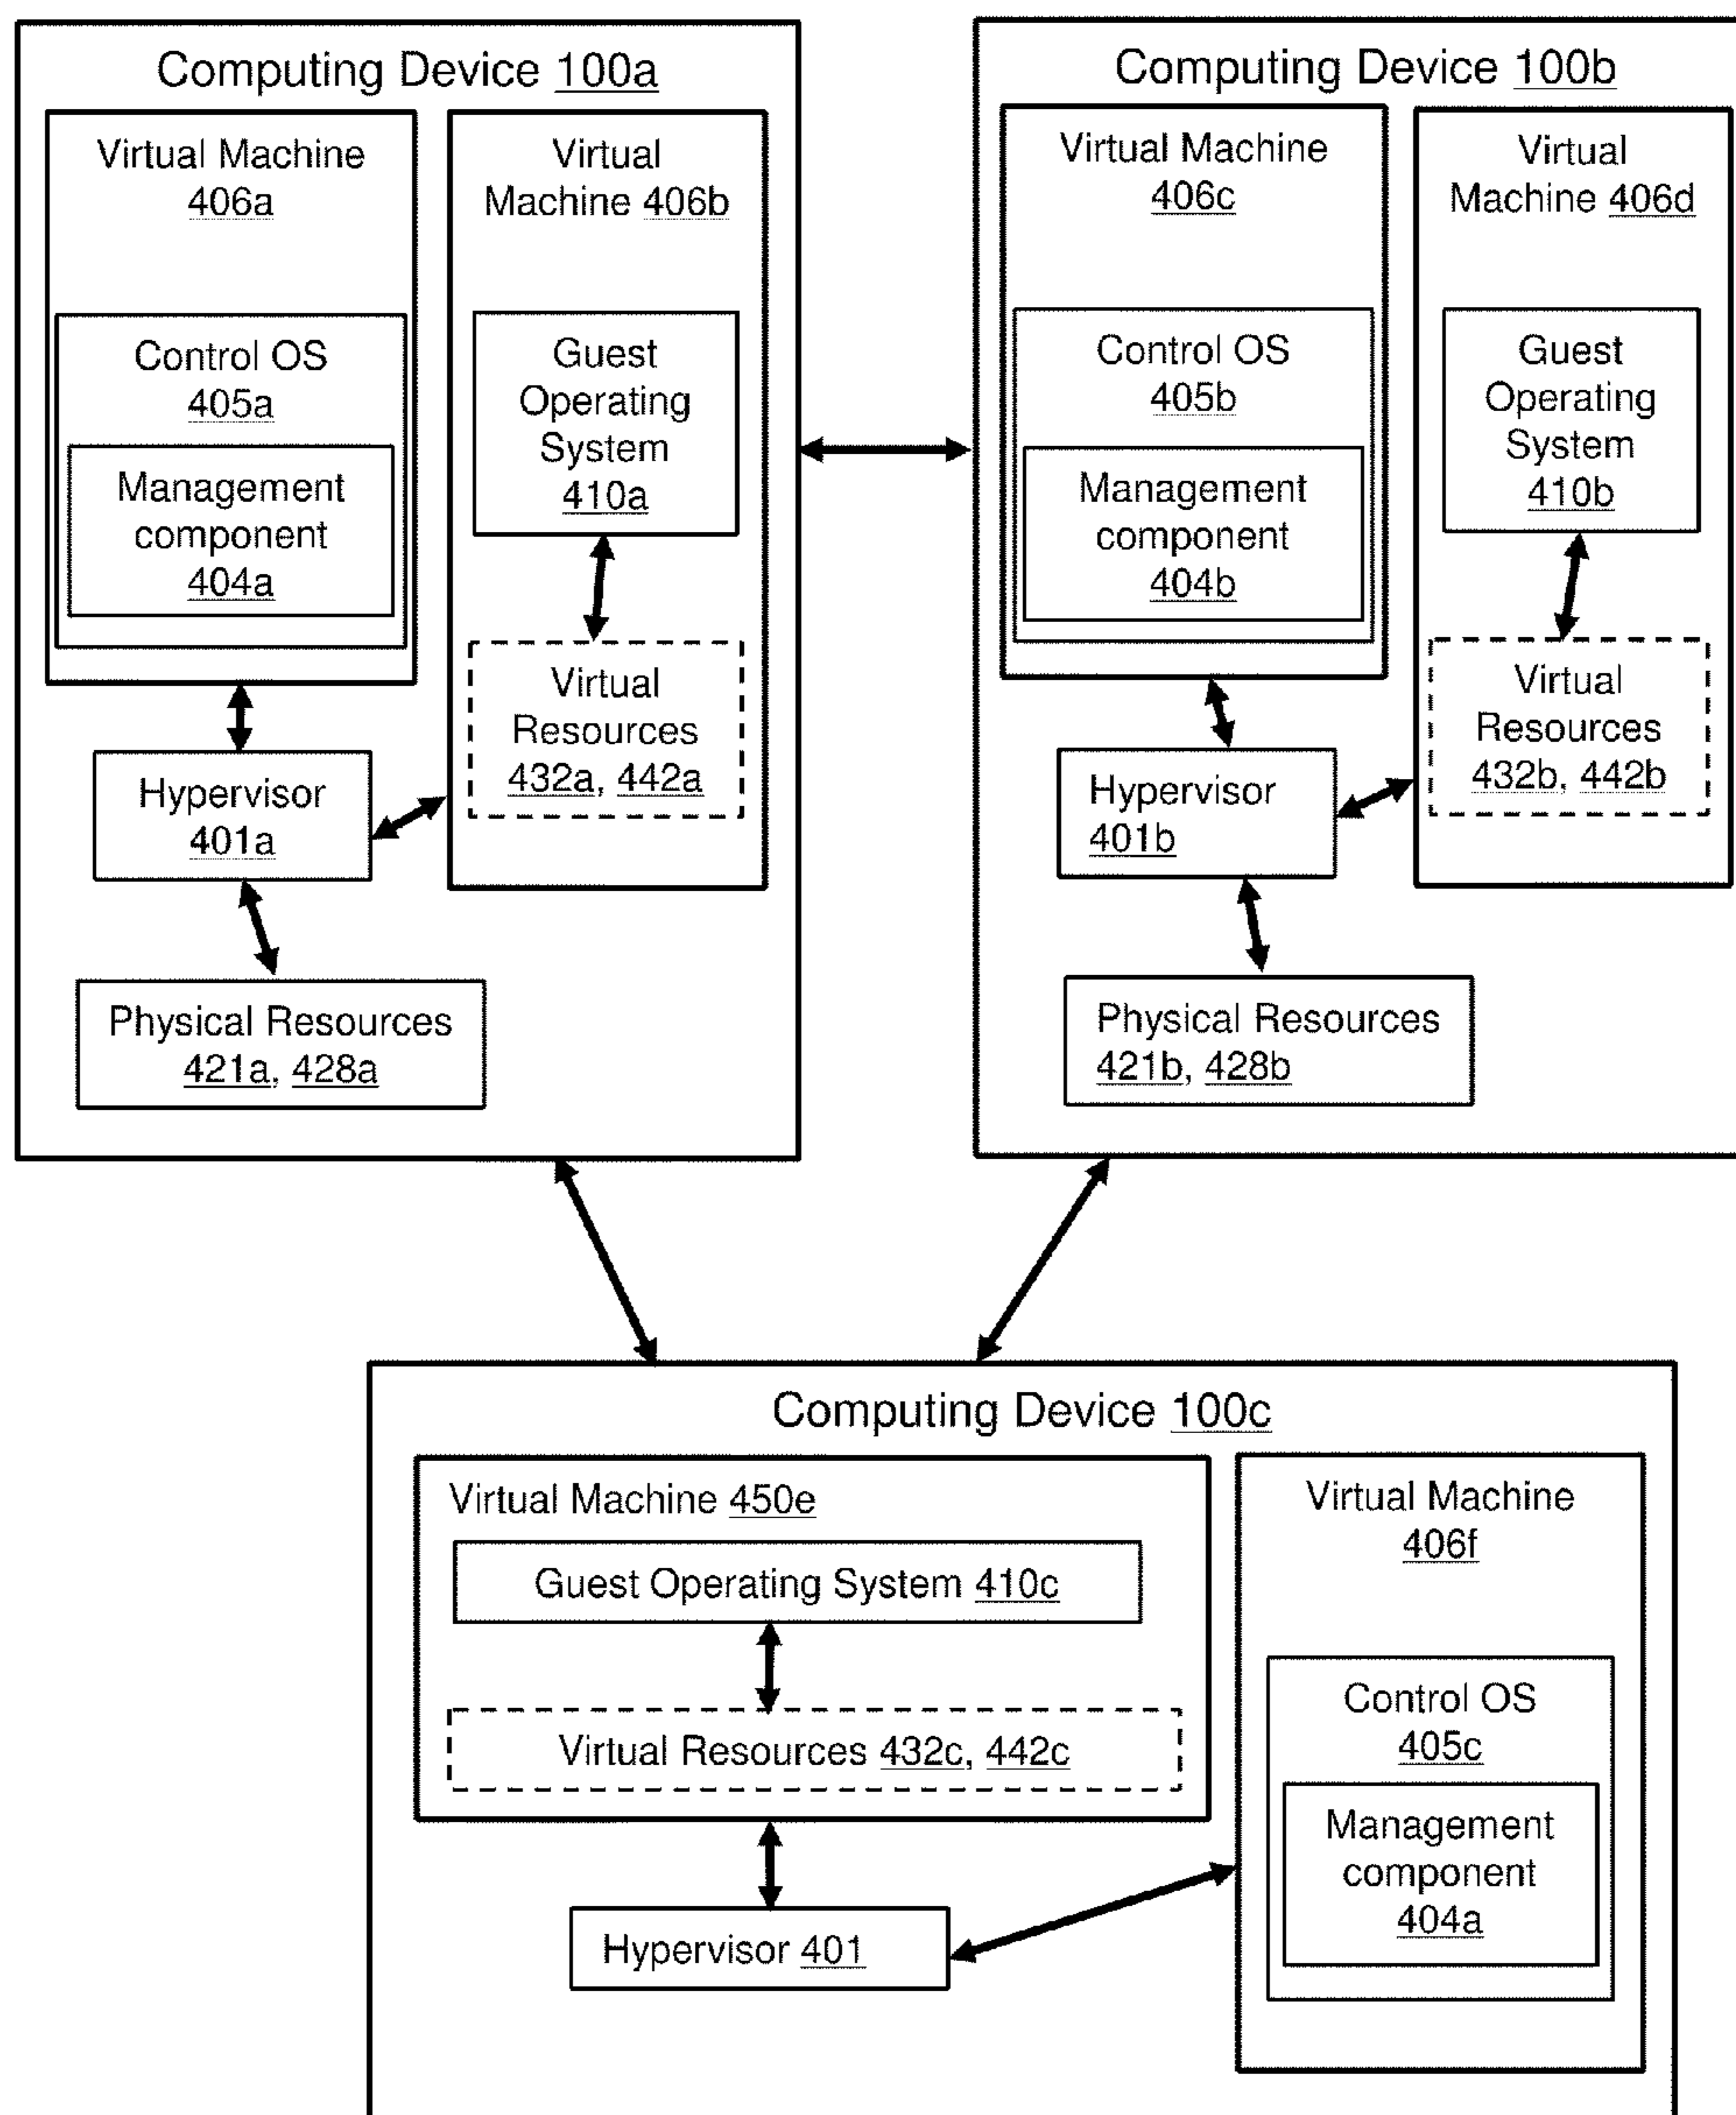 Computing Device 100a
Virtual Machine
406a
Control OS
405a
Management
component
404a
Virtual
Machine 406b
Guest
Operating
System
410a
Virtual
Resources
432a, 442a
Hypervisor
401a
Physical Resources
421a, 428a
Computing Device 100b
Virtual Machine
406c
Control OS
405b
Management
component
404b
Virtual
Machine 406d
Guest
Operating
System
410b
Virtual
Resources
432b, 442b
Hypervisor
401b
Physical Resources
421b, 428b
Computing Device 100c
Virtual Machine 450e
Guest Operating System 410c
Virtual Resources 432c, 442c
Hypervisor 401
Virtual Machine
406f
Control OS
405c
Management
component
404a